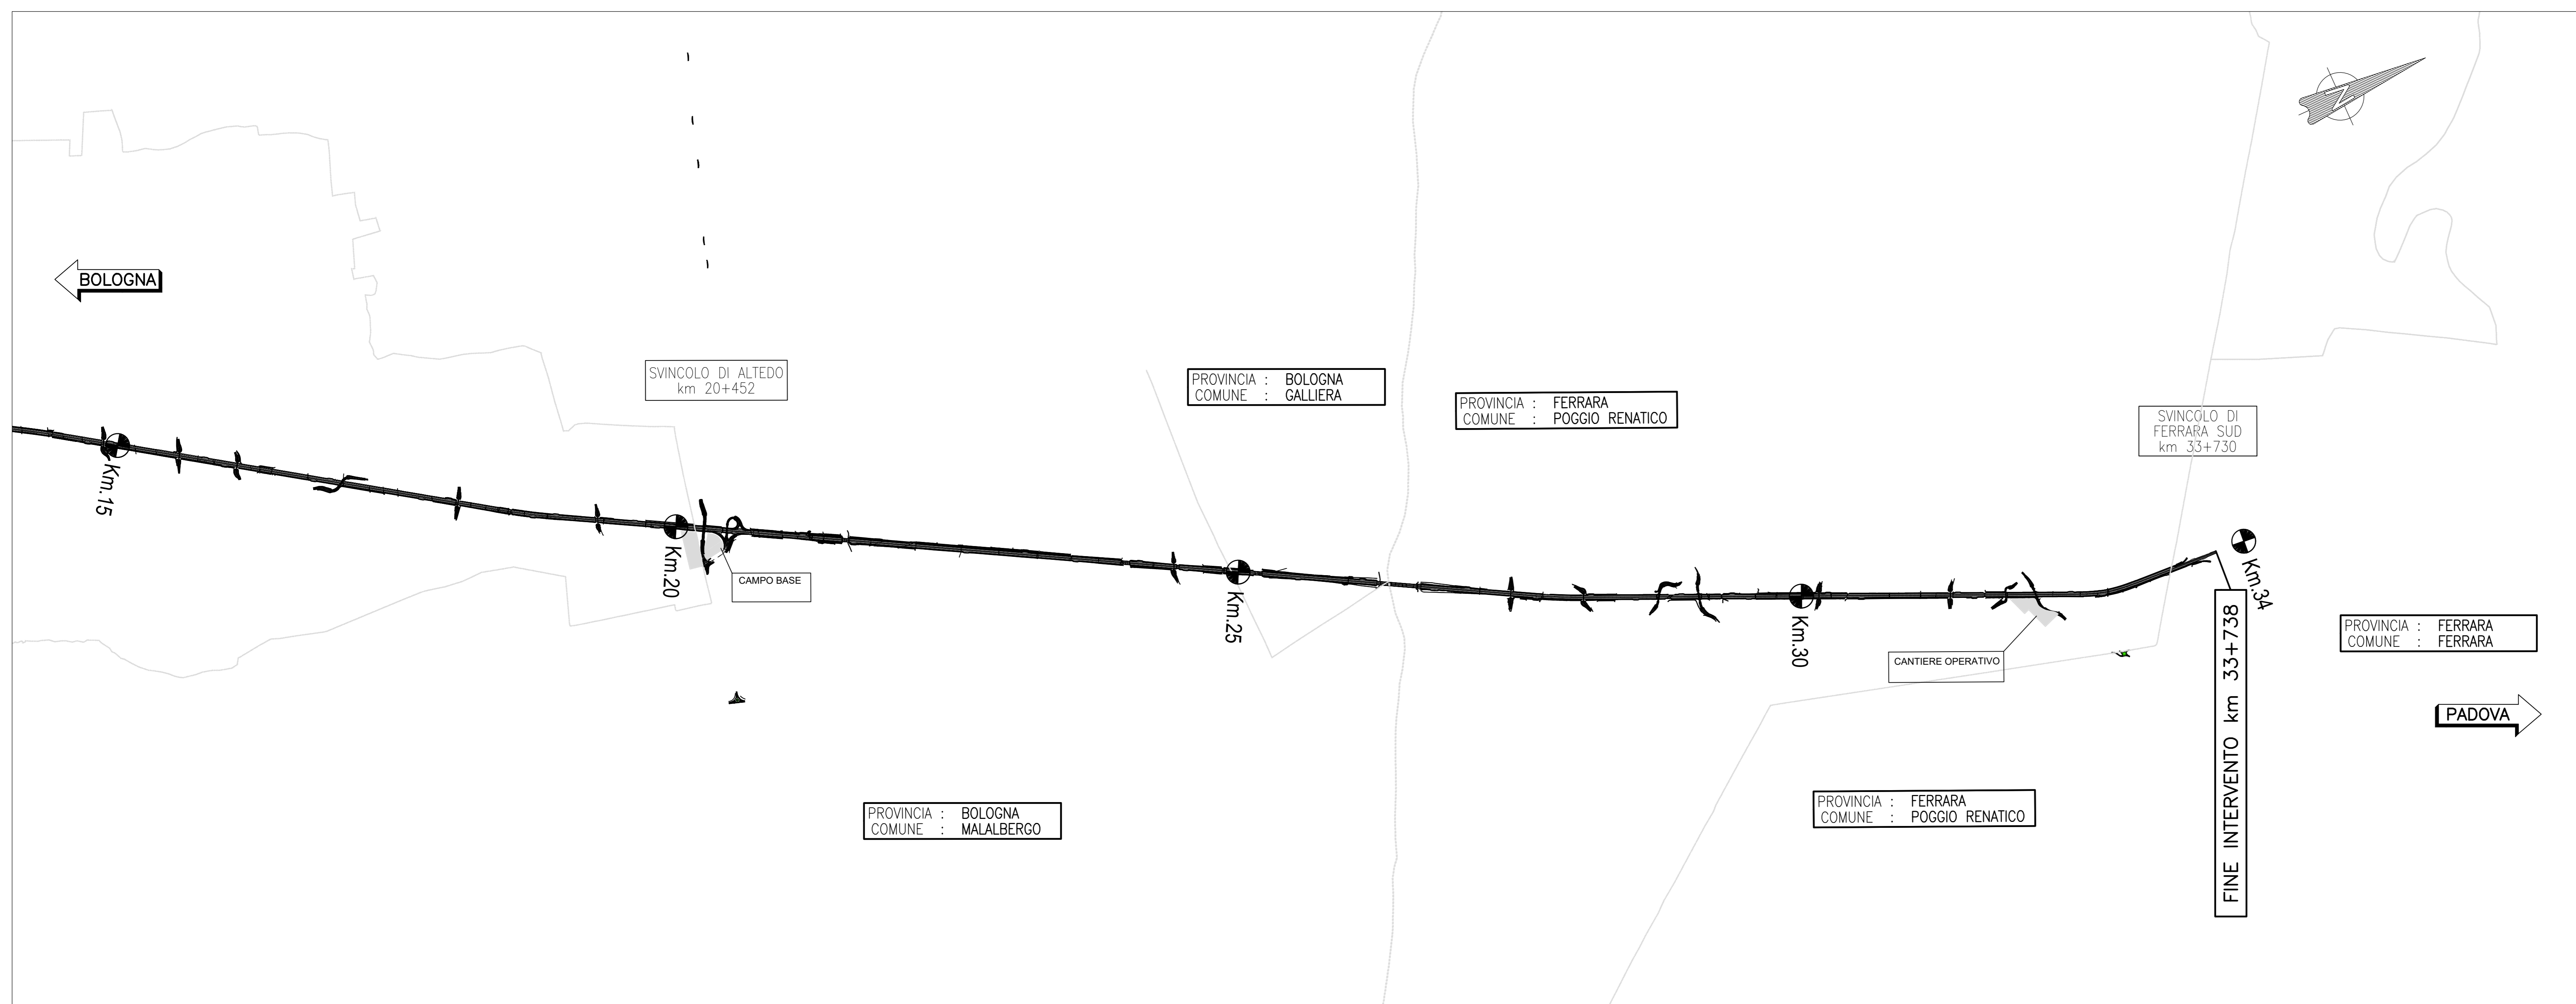 Z
BOLOGNA
SVINCOLO DI ALTEDO
km 20+452
PROVINCIA : BOLOGNA
COMUNE : GALLIERA
PROVINCIA : FERRARA
COMUNE : POGGIO RENATICO
SVINCOLO DI
FERRARA SUD
km 33+730
Km.15
Km.20
CAMPO BASE
Km.25
Km.30
CANTIERE OPERATIVO
Km.34
FINE INTERVENTO km 33+738
PROVINCIA : FERRARA
COMUNE : FERRARA
PADOVA
PROVINCIA : BOLOGNA
COMUNE : MALALBERGO
PROVINCIA : FERRARA
COMUNE : POGGIO RENATICO